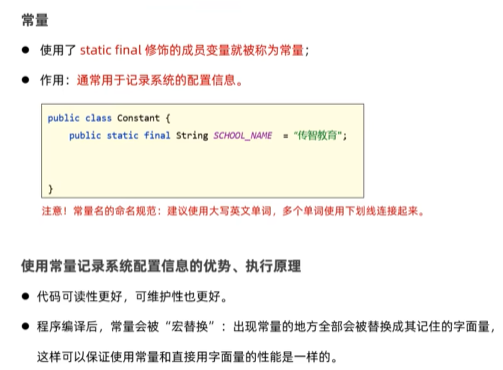 常量
● 使用了 static final 修饰的成员变量就被称为常量；
● 作用：通常用于记录系统的配置信息。
public class Constant {
public static final String SCHOOL_NAME = "传智教育";
}
注意！常量名的命名规范：建议使用大写英文单词，多个单词使用下划线连接起来。
使用常量记录系统配置信息的优势、执行原理
● 代码可读性更好，可维护性也更好。
● 程序编译后，常量会被“宏替换”：出现常量的地方全部会被替换成其记住的字面量，
这样可以保证使用常量和直接用字面量的性能是一样的。